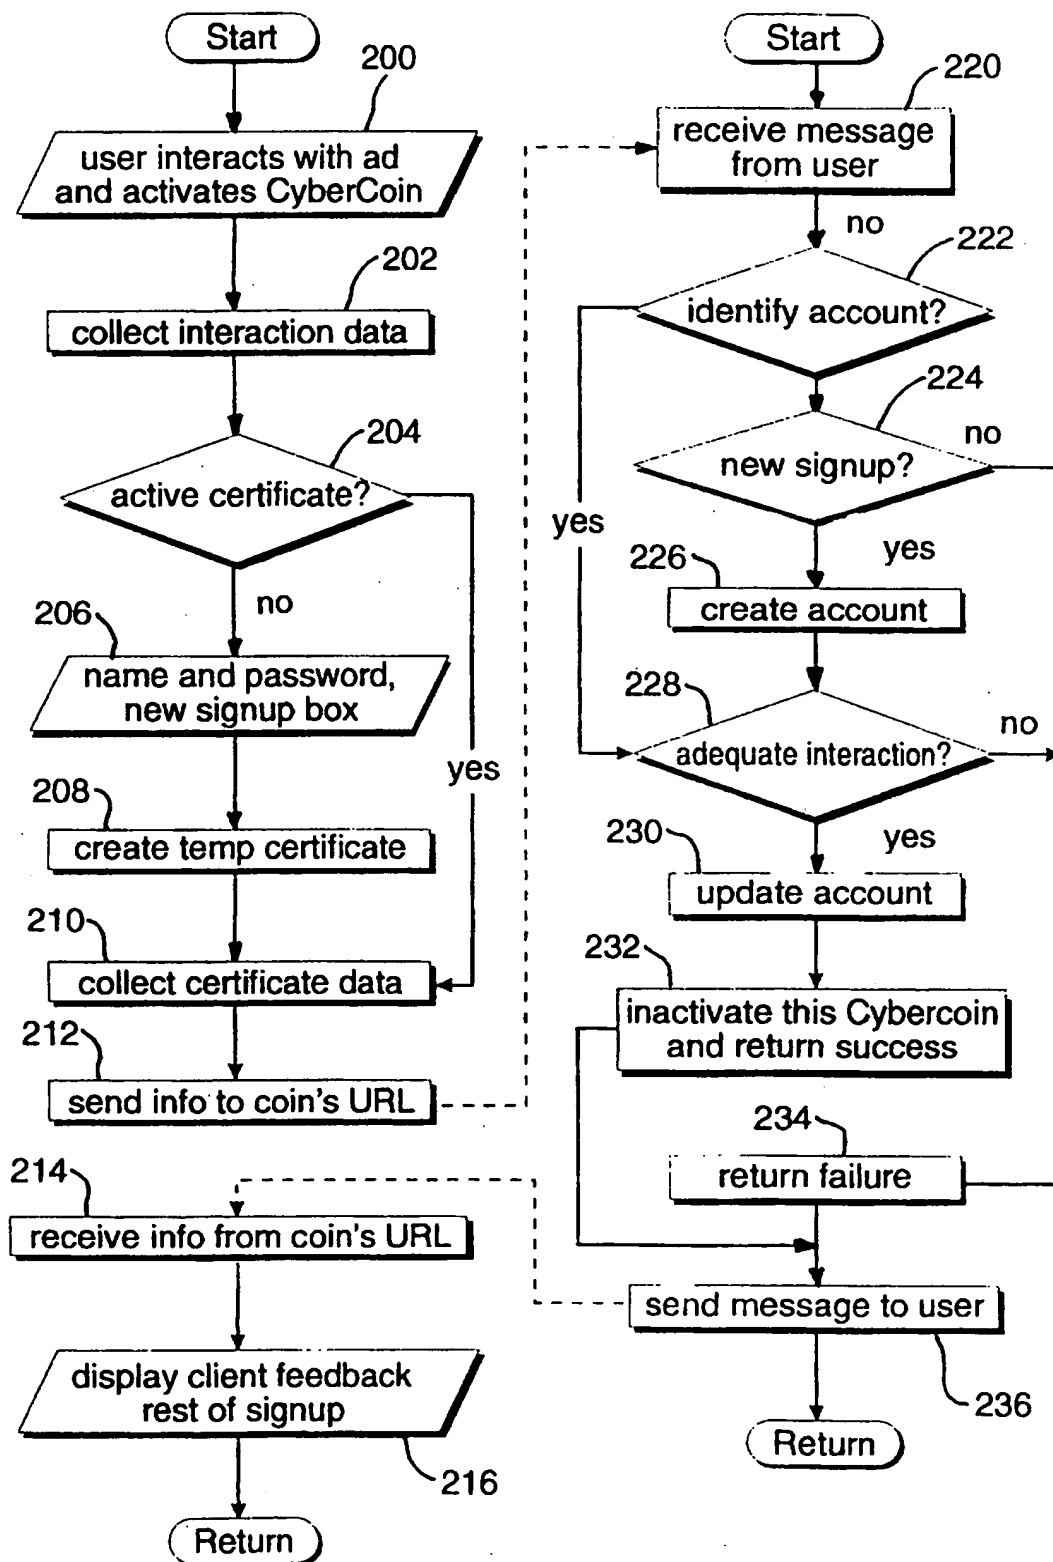 Start
200
user interacts with ad
and activates CyberCoin
202
collect interaction data
204
active certificate?
no
yes
206
name and password,
new signup box
208
create temp certificate
210
collect certificate data
212
send info to coin's URL
214
receive info from coin's URL
display client feedback
rest of signup
216
Return
Start
220
receive message
from user
no
222
identify account?
224
new signup?
no
yes
yes
226
create account
228
adequate interaction?
no
yes
230
update account
232
inactivate this Cybercoin
and return success
234
return failure
send message to user
236
Return